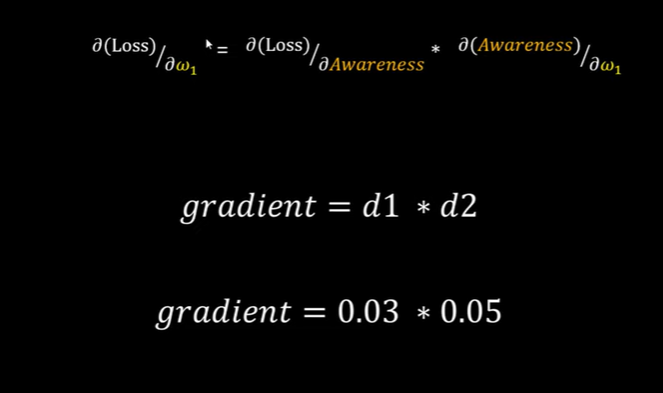 ∂(Loss)/∂ω₁ = ∂(Loss)/∂Awareness * ∂(Awareness)/∂ω₁
gradient = d1 * d2
gradient = 0.03 * 0.05